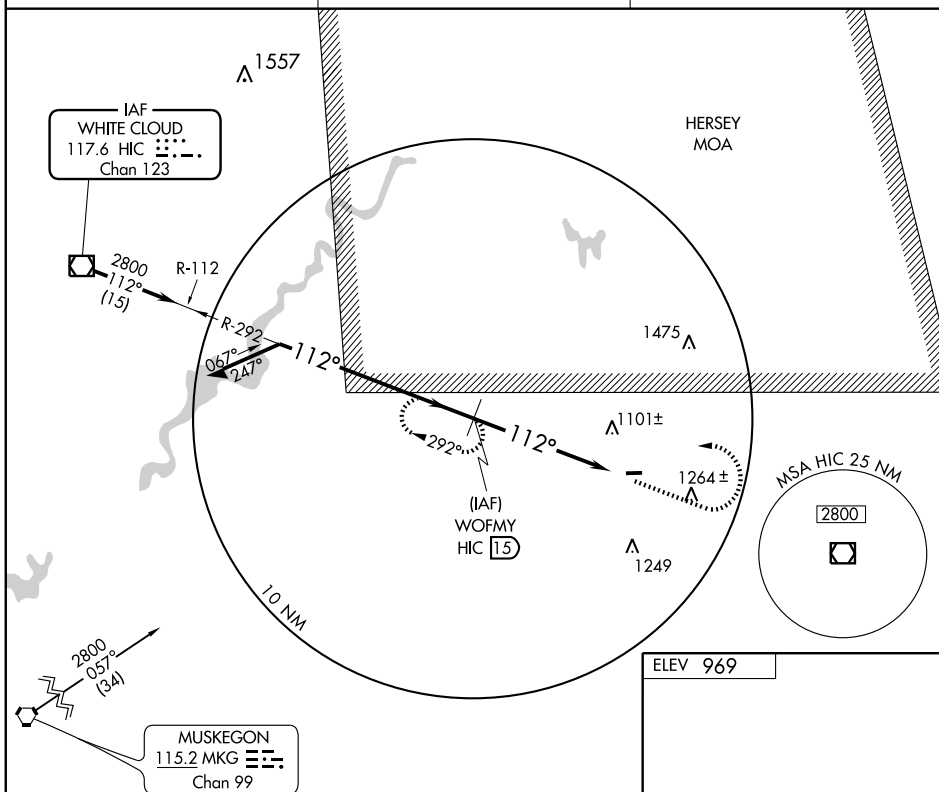 1557
IAF
WHITE CLOUD
117.6 HIC
Chan 123
HERSEY
MOA
2800
112°
(15)
R-112
R-292
067°
247°
112°
1475
1101±
292°
112°
1264±
(IAF)
WOFMY
HIC 15
1249
MSA HIC 25 NM
2800
10 NM
2800
057°
(34)
ELEV 969
MUSKEGON
115.2 MKG
Chan 99